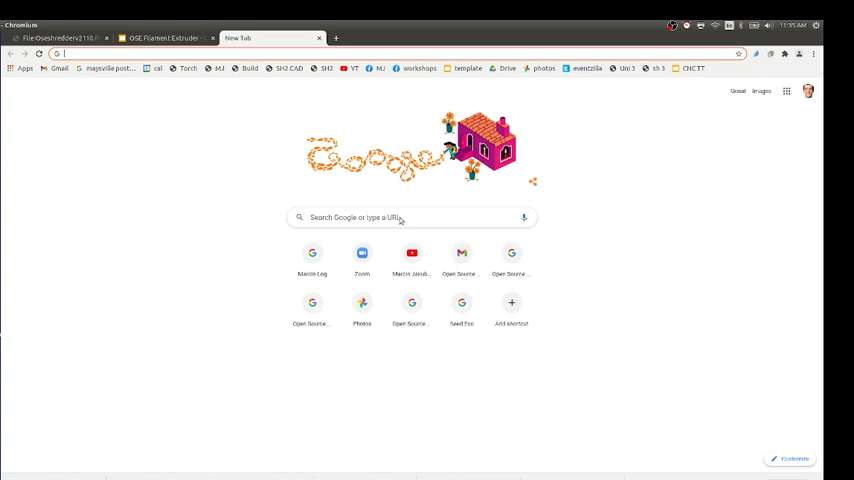 - Chromium
11:35 AM
File:Oseshredderv2110.F
OSE Filament Extruder -
New Tab
Apps
Gmail
maysville post...
cal
Torch
MJ
Build
SH2 CAD
SH2
YT
MJ
workshops
template
Drive
photos
eventzilla
Uni 3
sh 3
CNC TT
Gmail
Images
Google
Search Google or type a URL
Marcin Log
Zoom
Marcin Jakub...
Open Source...
Open Source...
Open Source...
Photos
Open Source...
Seed Eco
Add shortcut
Customize